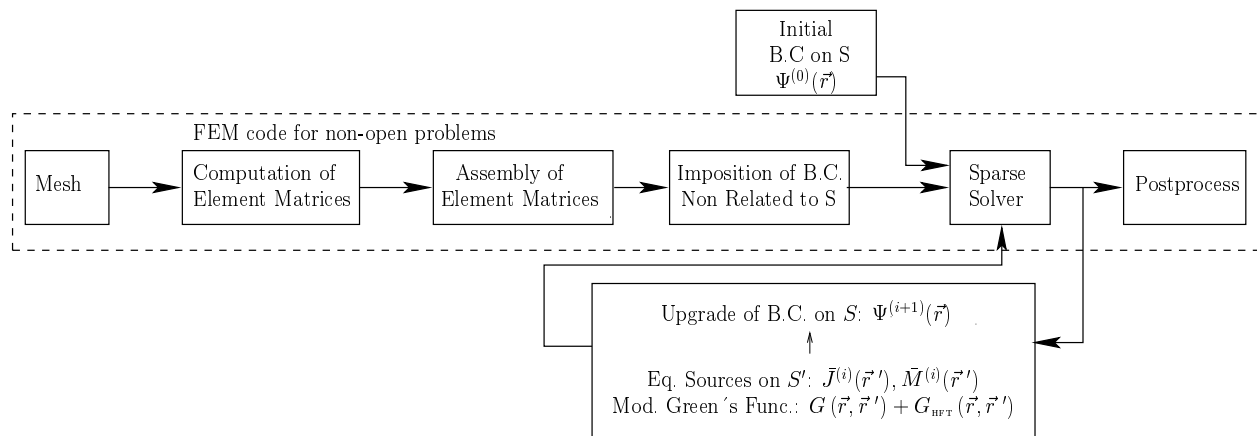 Initial
B.C on S
Ψ⁽⁰⁾(r⃗)
FEM code for non-open problems
Mesh
Computation of
Element Matrices
Assembly of
Element Matrices
Imposition of B.C.
Non Related to S
Sparse
Solver
Postprocess
Upgrade of B.C. on S: Ψ⁽ⁱ⁺¹⁾(r⃗)
Eq. Sources on S′: J̄⁽ⁱ⁾(r⃗ ′), M̄⁽ⁱ⁾(r⃗ ′)
Mod. Green´s Func.: G (r⃗, r⃗ ′) + G_HFT (r⃗, r⃗ ′)